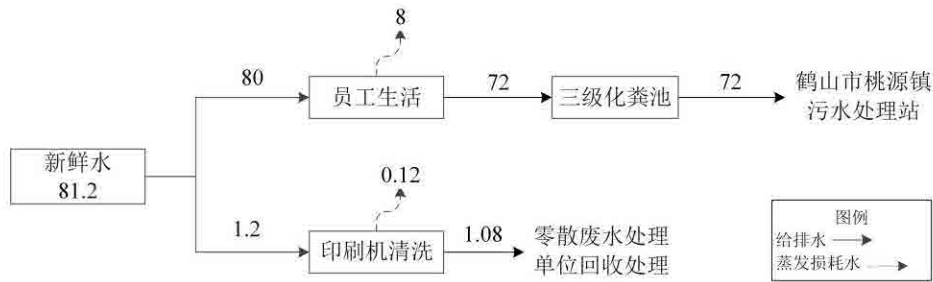 8
80
员工生活
72
三级化粪池
72
鹤山市桃源镇
污水处理站
新鲜水
81.2
0.12
1.2
印刷机清洗
1.08
零散废水处理
单位回收处理
图例
给排水
蒸发损耗水